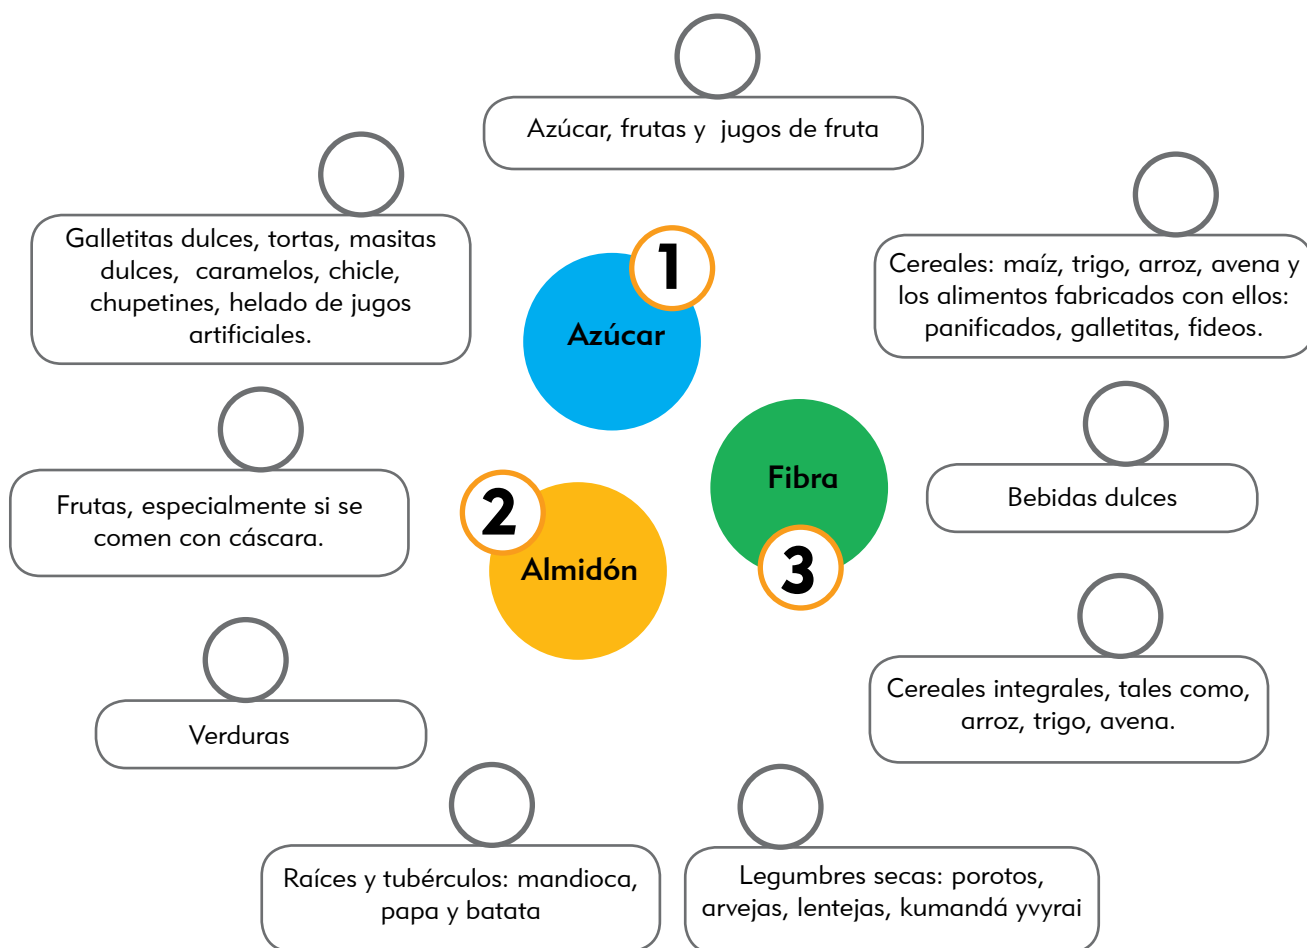 Azúcar, frutas y jugos de fruta
Galletitas dulces, tortas, masitas
dulces, caramelos, chicle,
chupetines, helado de jugos
artificiales.
1
Azúcar
Cereales: maíz, trigo, arroz, avena y
los alimentos fabricados con ellos:
panificados, galletitas, fideos.
Frutas, especialmente si se
comen con cáscara.
2
Almidón
Fibra
3
Bebidas dulces
Verduras
Cereales integrales, tales como,
arroz, trigo, avena.
Raíces y tubérculos: mandioca,
papa y batata
Legumbres secas: porotos,
arvejas, lentejas, kumandá yvyrai